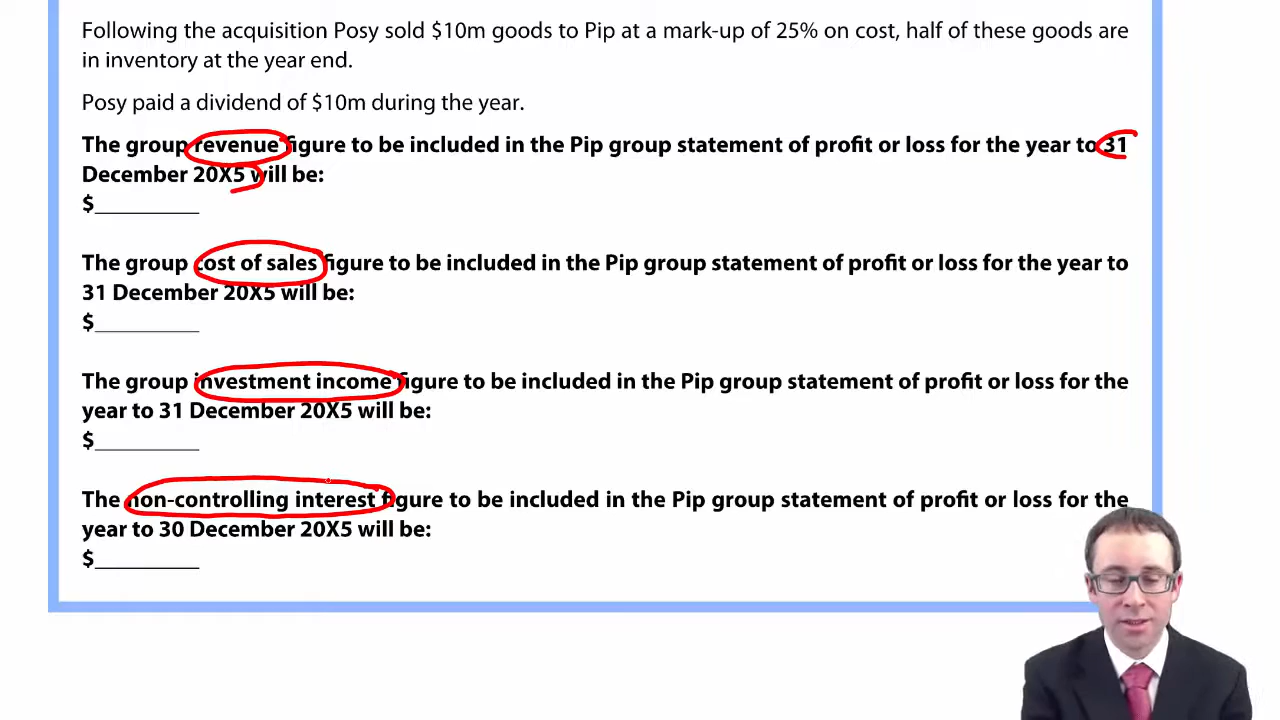 Following the acquisition Posy sold $10m goods to Pip at a mark-up of 25% on cost, half of these goods are
in inventory at the year end.
Posy paid a dividend of $10m during the year.
The group revenue figure to be included in the Pip group statement of profit or loss for the year to 31
December 20X5 will be:
$_________
The group cost of sales figure to be included in the Pip group statement of profit or loss for the year to
31 December 20X5 will be:
$_________
The group investment income figure to be included in the Pip group statement of profit or loss for the
year to 31 December 20X5 will be:
$_________
The non-controlling interest figure to be included in the Pip group statement of profit or loss for the
year to 30 December 20X5 will be:
$_________